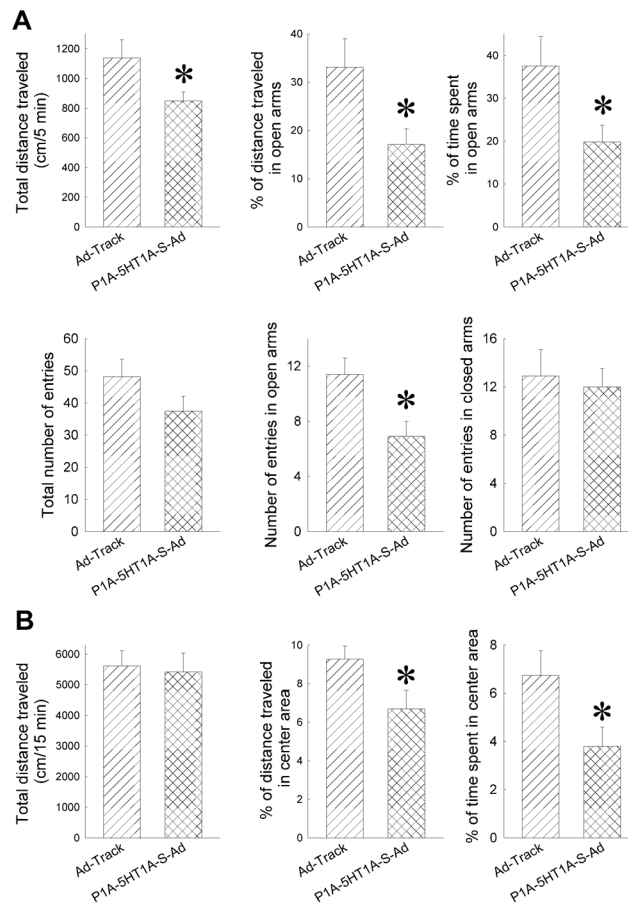 A
Total distance traveled
(cm/5 min)
1200
1000
800
600
400
200
0
*
Ad-Track
P1A-5HT1A-S-Ad
% of distance traveled
in open arms
40
30
20
10
0
*
Ad-Track
P1A-5HT1A-S-Ad
% of time spent
in open arms
40
30
20
10
0
*
Ad-Track
P1A-5HT1A-S-Ad
Total number of entries
60
50
40
30
20
10
0
Ad-Track
P1A-5HT1A-S-Ad
Number of entries in open arms
12
8
4
0
*
Ad-Track
P1A-5HT1A-S-Ad
Number of entries in closed arms
16
12
8
4
0
Ad-Track
P1A-5HT1A-S-Ad
B
Total distance traveled
(cm/15 min)
6000
5000
4000
3000
2000
1000
0
Ad-Track
P1A-5HT1A-S-Ad
% of distance traveled
in center area
10
8
6
4
2
0
*
Ad-Track
P1A-5HT1A-S-Ad
% of time spent in center area
8
6
4
2
0
*
Ad-Track
P1A-5HT1A-S-Ad